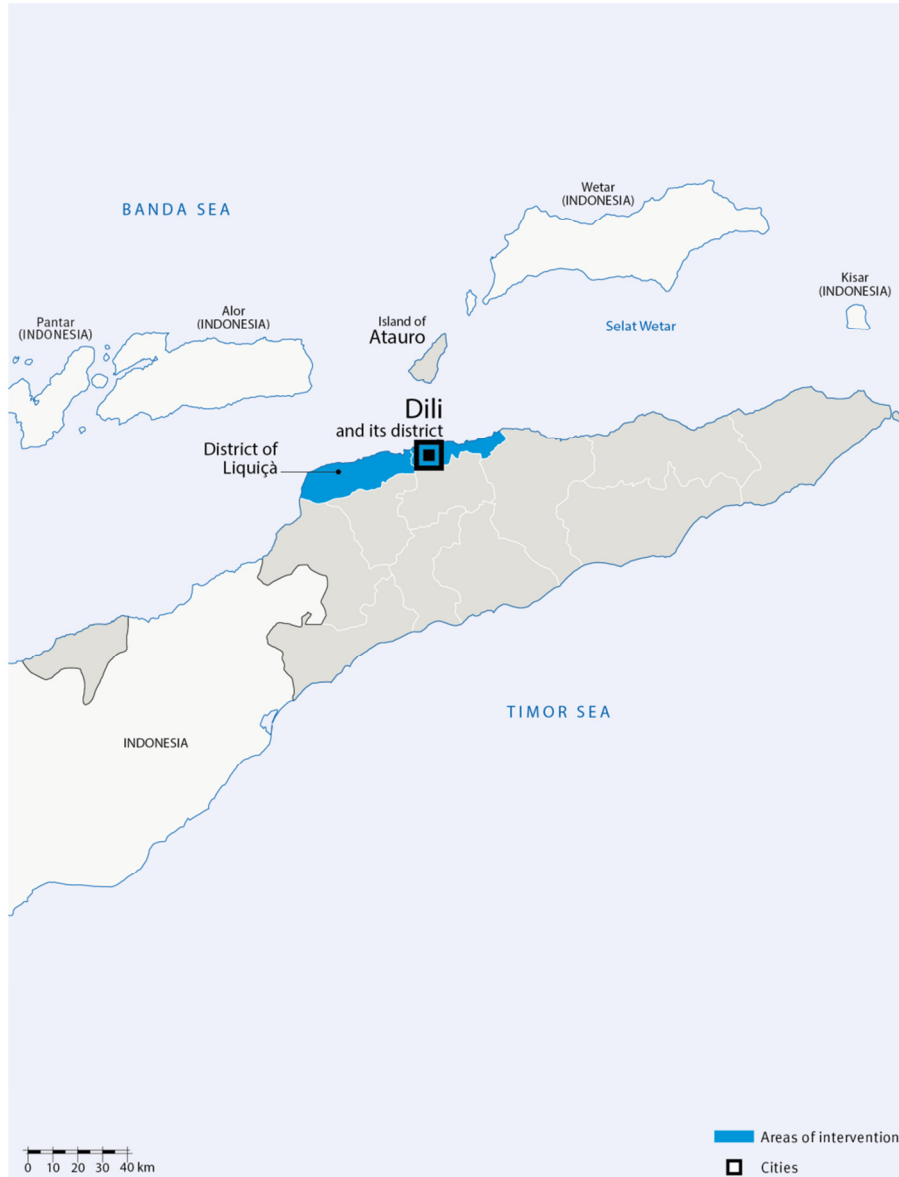 BANDA SEA
Wetar
(INDONESIA)
Kisar
(INDONESIA)
Pantar
(INDONESIA)
Alor
(INDONESIA)
Island of
Atauro
Selat Wetar
Dili
and its district
District of
Liquiçà
TIMOR SEA
INDONESIA
0 10 20 30 40 km
Areas of intervention
Cities